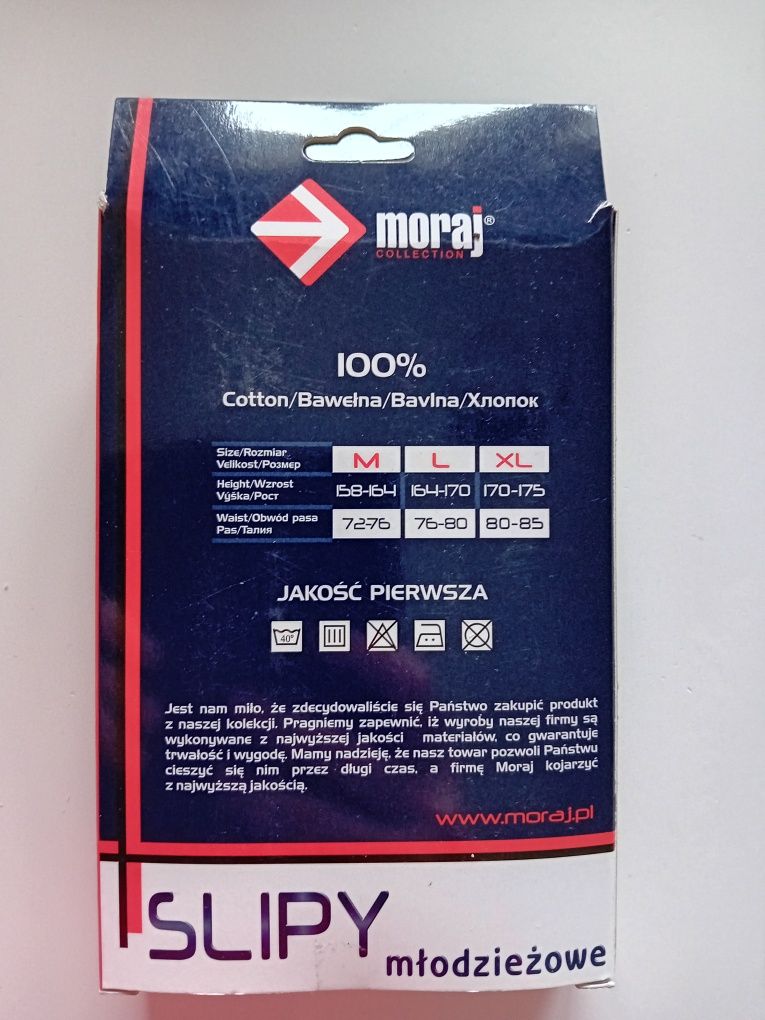 moraj®
COLLECTION
100%
Cotton/Bawełna/Bavlna/Хлопок
Size/Rozmiar
Velikost/Розмер
M L XL
Height/Wzrost
Výška/Рост
158-164 164-170 170-175
Waist/Obwód pasa
Pas/Талия
72-76 76-80 80-85
JAKOŚĆ PIERWSZA
40°
Jest nam miło, że zdecydowaliście się Państwo zakupić produkt
z naszej kolekcji. Pragniemy zapewnić, iż wyroby naszej firmy są
wykonywane z najwyższej jakości materiałów, co gwarantuje
trwałość i wygodę. Mamy nadzieję, że nasz towar pozwoli Państwu
cieszyć się nim przez długi czas, a firmę Moraj kojarzyć
z najwyższą jakością.
www.moraj.pl
SLIPY
młodzieżowe